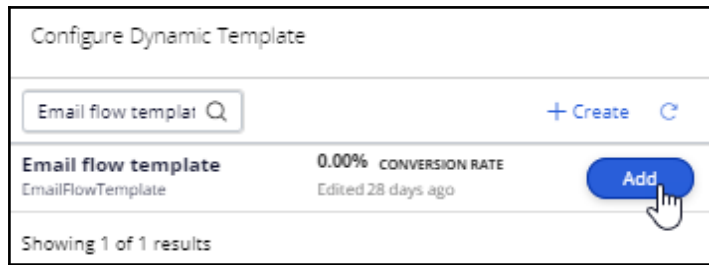 Configure Dynamic Template
Email flow templat
+ Create
Email flow template 0.00% CONVERSION RATE
EmailFlowTemplate Edited 28 days ago
Add
Showing 1 of 1 results